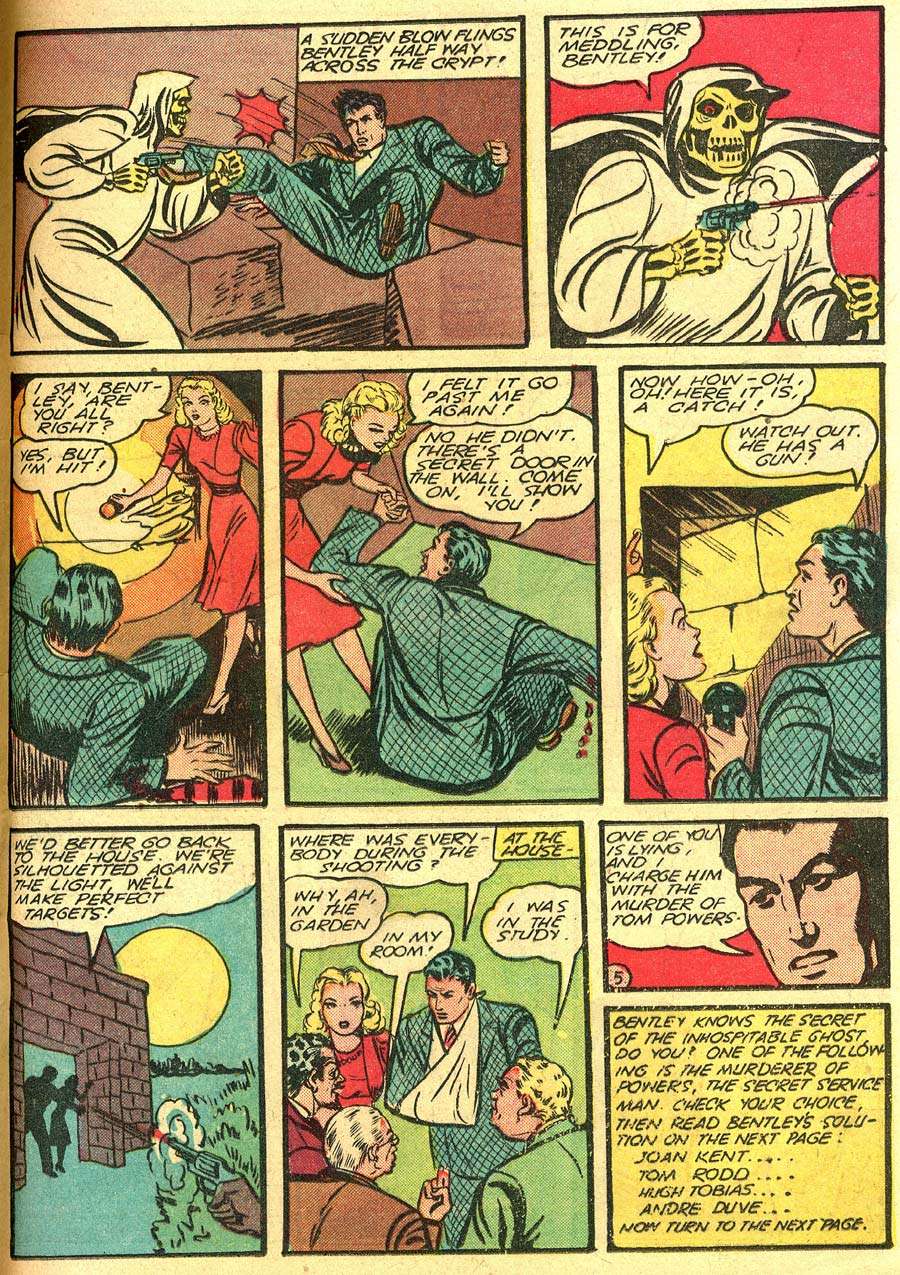 A SUDDEN BLOW FLINGS
BENTLEY HALF WAY
ACROSS THE CRYPT!
THIS IS FOR
MEDDLING,
BENTLEY!
I SAY, BENT-
LEY, ARE
YOU ALL
RIGHT?
YES, BUT
I'M HIT!
I FELT IT GO
PAST ME
AGAIN!
NO HE DIDN'T.
THERE'S A
SECRET DOOR IN
THE WALL. COME
ON, I'LL SHOW
YOU!
NOW HOW-OH,
OH! HERE IT IS,
A CATCH!
WATCH OUT.
HE HAS A
GUN!
WE'D BETTER GO BACK
TO THE HOUSE. WE'RE
SILHOUETTED AGAINST
THE LIGHT, WE'LL
MAKE PERFECT
TARGETS!
AT THE
HOUSE-
WHERE WAS EVERY-
BODY DURING THE
SHOOTING?
WHY, AH,
IN THE
GARDEN
IN MY
ROOM!
I WAS
IN THE
STUDY.
ONE OF YOU
IS LYING,
AND I
CHARGE HIM
WITH THE
MURDER OF
TOM POWERS.
5
BENTLEY KNOWS THE SECRET
OF THE INHOSPITABLE GHOST.
DO YOU? ONE OF THE FOLLOW-
ING IS THE MURDERER OF
POWERS, THE SECRET SERVICE
MAN. CHECK YOUR CHOICE,
THEN READ BENTLEY'S SOLU-
TION ON THE NEXT PAGE:
JOAN KENT....
TOM RODD....
HUGH TOBIAS....
ANDRE DUVE...
NOW TURN TO THE NEXT PAGE.